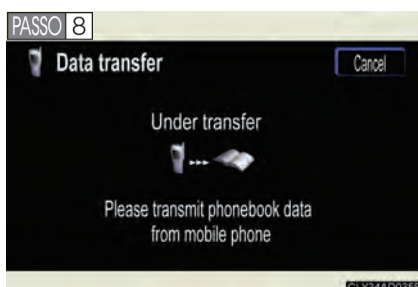 PASSO 8
Data transfer
Cancel
Under transfer
Please transmit phonebook data
from mobile phone